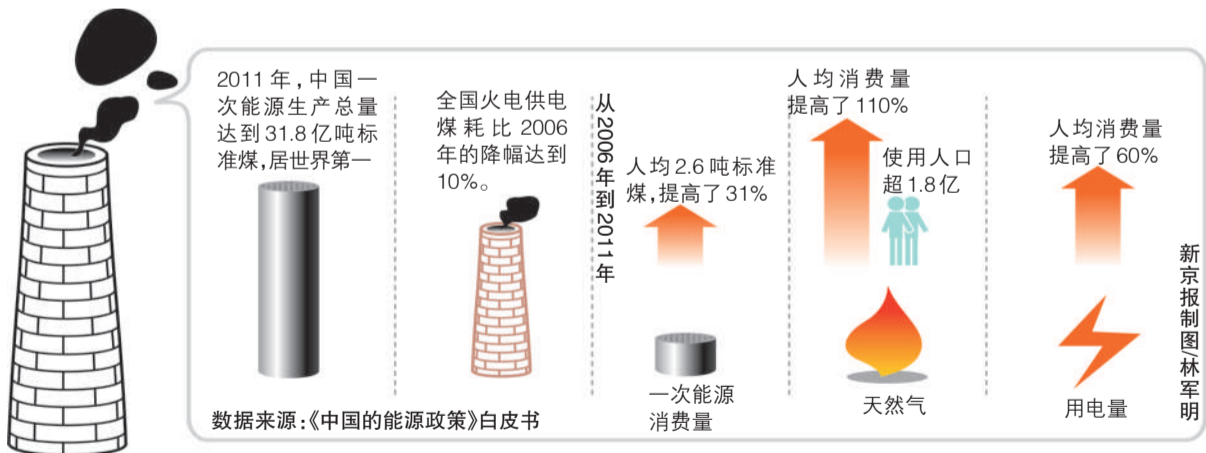 2011年，中国一
次能源生产总量
达到31.8亿吨标
准煤，居世界第一
全国火电供电
煤耗比2006
年的降幅达到
10%。
从2006年到2011年
人均2.6吨标准
煤，提高了31%
一次能源
消费量
人均消费量
提高了110%
使用人口
超1.8亿
天然气
人均消费量
提高了60%
用电量
数据来源：《中国的能源政策》白皮书
新京报制图/林军明